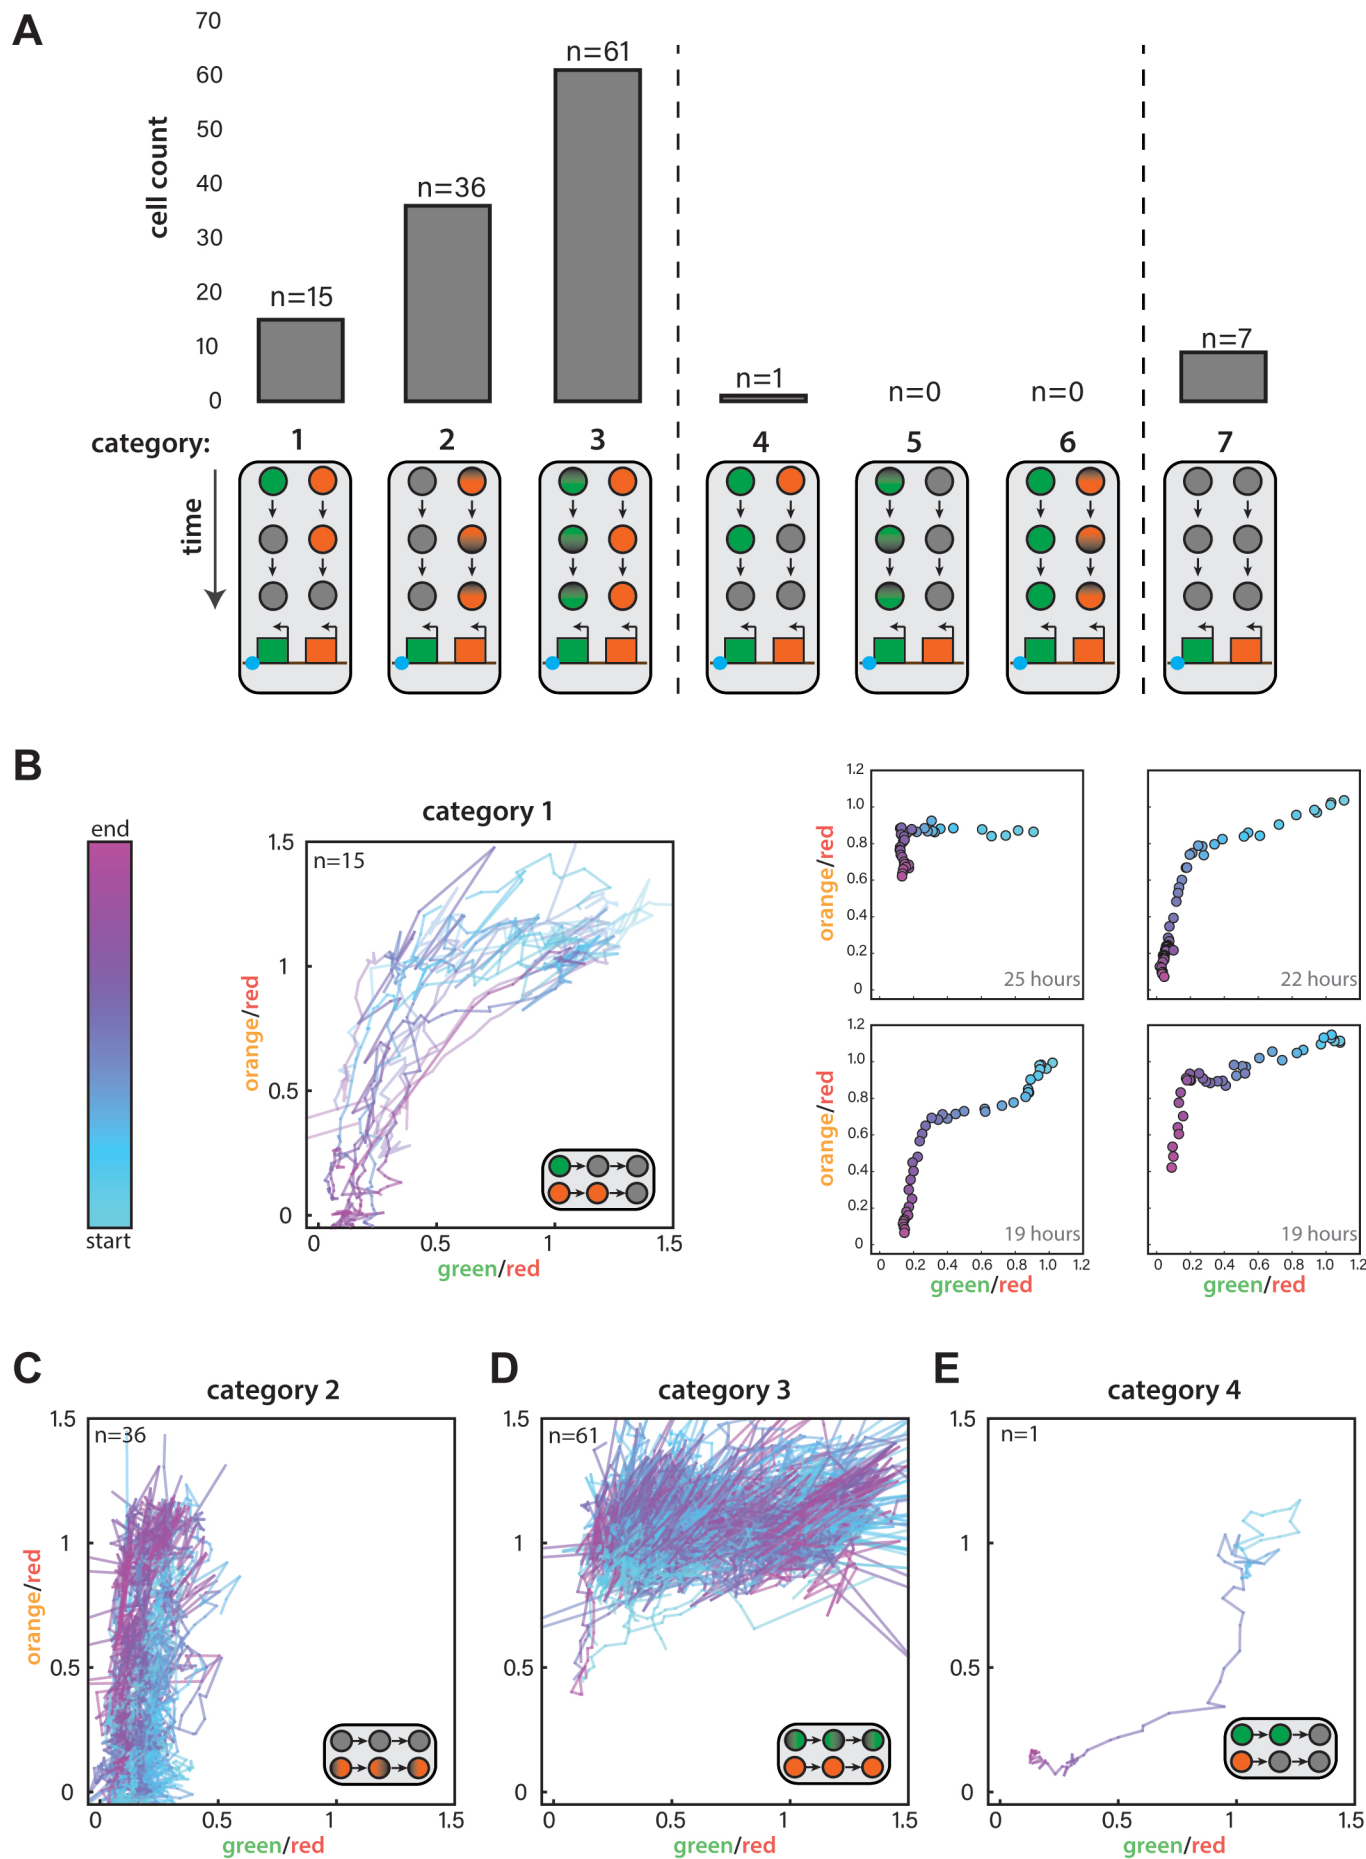 A
70
60
50
40
30
20
10
0
cell count
n=15
n=36
n=61
n=1
n=0
n=0
n=7
category: 1 2 3 4 5 6 7
time
B
end
start
category 1
n=15
1.5
1
0.5
0
orange/red
0 0.5 1 1.5
green/red
1.2
1.0
0.8
0.6
0.4
0.2
0
orange/red
25 hours
22 hours
1.2
1.0
0.8
0.6
0.4
0.2
0
orange/red
19 hours
19 hours
0 0.2 0.4 0.6 0.8 1.0 1.2
0 0.2 0.4 0.6 0.8 1.0 1.2
green/red
green/red
C
category 2
1.5
n=36
1
0.5
0
orange/red
0 0.5 1 1.5
green/red
D
category 3
1.5
n=61
1
0.5
0
0 0.5 1 1.5
green/red
E
category 4
1.5
n=1
1
0.5
0
0 0.5 1 1.5
green/red